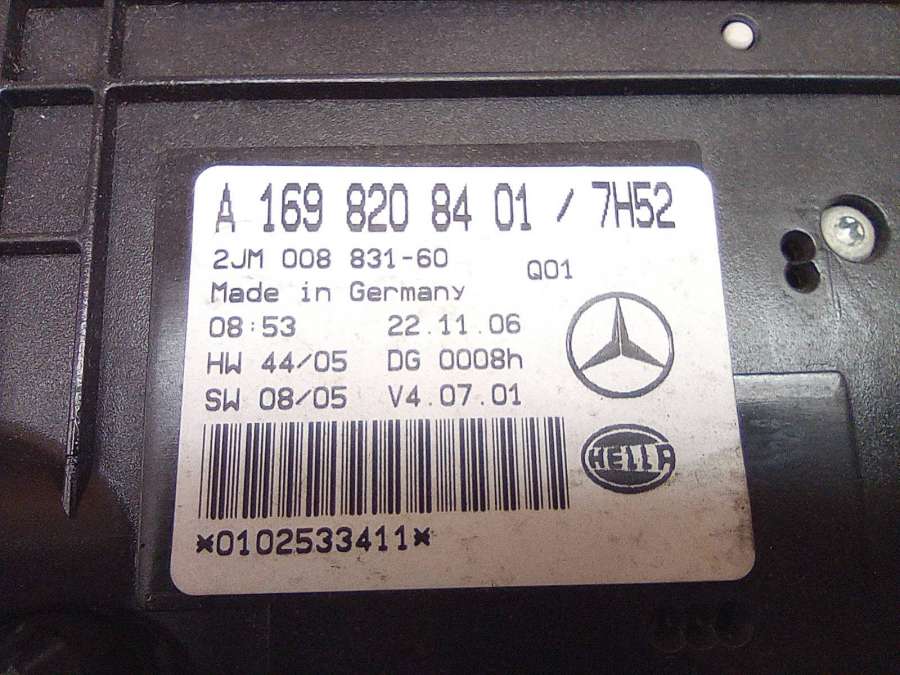 A 169 820 84 01 / 7H52
2JM 008 831-60 Q01
Made in Germany
08:53 22.11.06
HW 44/05 DG 0008h
SW 08/05 V4.07.01
HELLA
*0102533411*